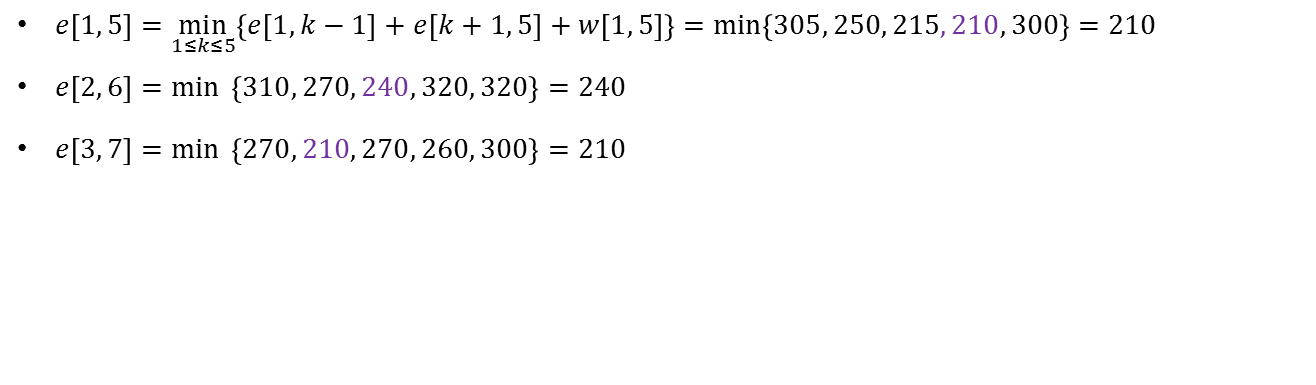 • e[1, 5] = min{e[1, k − 1] + e[k + 1, 5] + w[1, 5]} = min{305, 250, 215, 210, 300} = 210
1≤k≤5
• e[2, 6] = min {310, 270, 240, 320, 320} = 240
• e[3, 7] = min {270, 210, 270, 260, 300} = 210